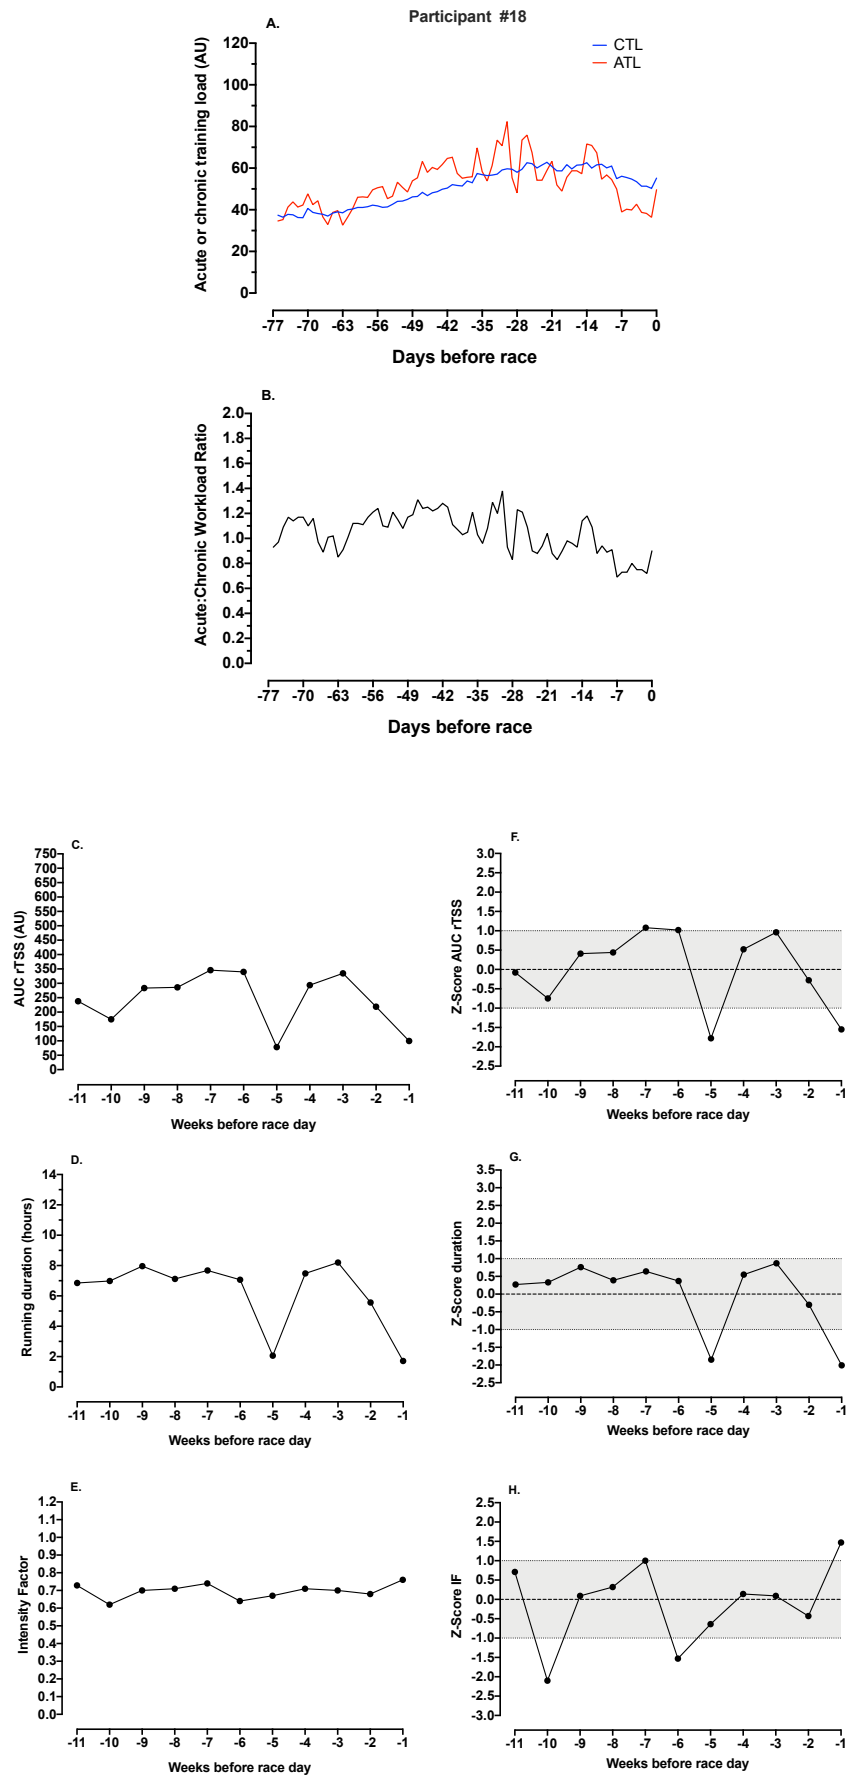 Participant #18
A.
Acute or chronic training load (AU)
120
100
80
60
40
20
0
CTL
ATL
-77 -70 -63 -56 -49 -42 -35 -28 -21 -14 -7 0
Days before race
B.
Acute:Chronic Workload Ratio
2.0
1.8
1.6
1.4
1.2
1.0
0.8
0.6
0.4
0.2
0.0
-77 -70 -63 -56 -49 -42 -35 -28 -21 -14 -7 0
Days before race
C.
AUC rTSS (AU)
750
700
650
600
550
500
450
400
350
300
250
200
150
100
50
0
-11 -10 -9 -8 -7 -6 -5 -4 -3 -2 -1
Weeks before race day
F.
Z-Score AUC rTSS
3.0
2.5
2.0
1.5
1.0
0.5
0.0
-0.5
-1.0
-1.5
-2.0
-2.5
-11 -10 -9 -8 -7 -6 -5 -4 -3 -2 -1
Weeks before race day
D.
Running duration (hours)
14
12
10
8
6
4
2
0
-11 -10 -9 -8 -7 -6 -5 -4 -3 -2 -1
Weeks before race day
G.
Z-Score duration
3.5
3.0
2.5
2.0
1.5
1.0
0.5
0.0
-0.5
-1.0
-1.5
-2.0
-2.5
-11 -10 -9 -8 -7 -6 -5 -4 -3 -2 -1
Weeks before race day
E.
Intensity Factor
1.2
1.1
1.0
0.9
0.8
0.7
0.6
0.5
0.4
0.3
0.2
0.1
0.0
-11 -10 -9 -8 -7 -6 -5 -4 -3 -2 -1
Weeks before race day
H.
Z-Score IF
2.5
2.0
1.5
1.0
0.5
0.0
-0.5
-1.0
-1.5
-2.0
-2.5
-3.0
-11 -10 -9 -8 -7 -6 -5 -4 -3 -2 -1
Weeks before race day